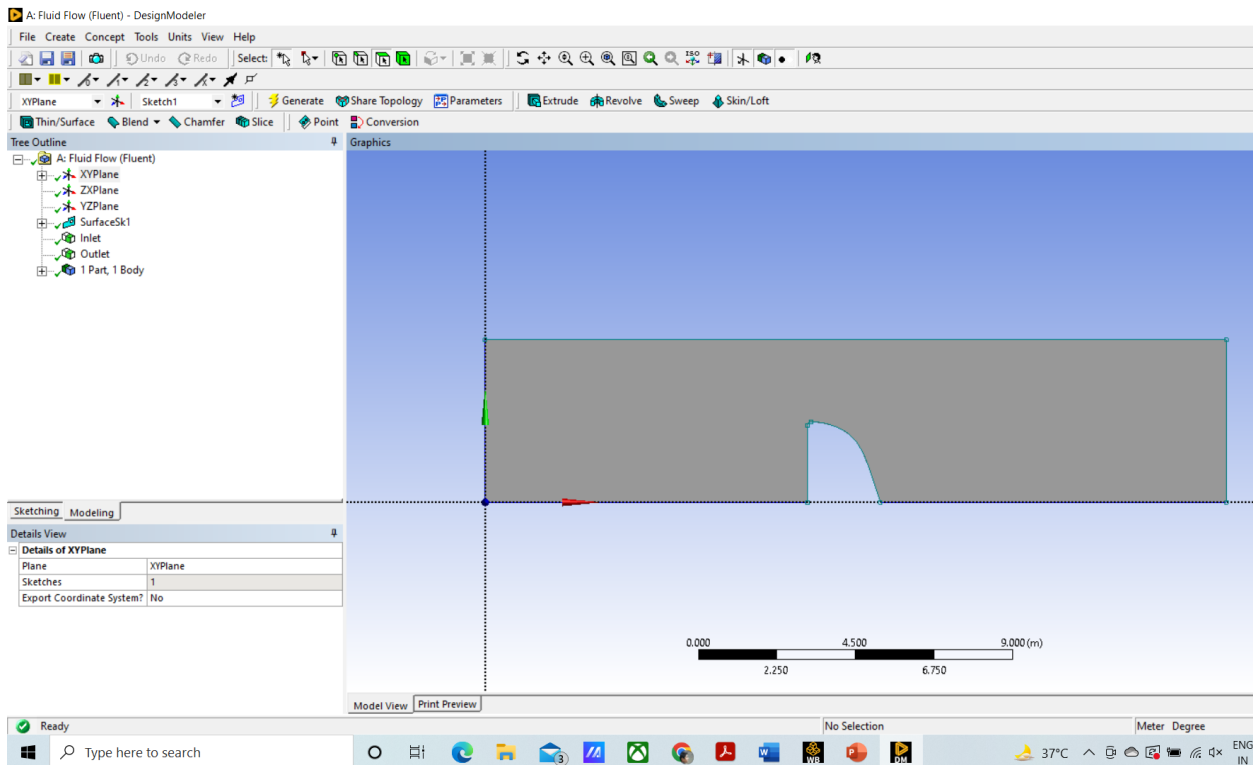 A: Fluid Flow (Fluent) - DesignModeler
File Create Concept Tools Units View Help
Undo Redo Select:
XYPlane Sketch1 Generate Share Topology Parameters Extrude Revolve Sweep Skin/Loft
Thin/Surface Blend Chamfer Slice Point Conversion
Tree Outline
A: Fluid Flow (Fluent)
XYPlane
ZXPlane
YZPlane
SurfaceSk1
Inlet
Outlet
1 Part, 1 Body
Sketching Modeling
Details View
Details of XYPlane
Plane XYPlane
Sketches 1
Export Coordinate System? No
Graphics
0.000 4.500 9.000 (m)
2.250 6.750
Model View Print Preview
Ready No Selection Meter Degree
Type here to search
3
WB
DM
37°C
ENG
IN